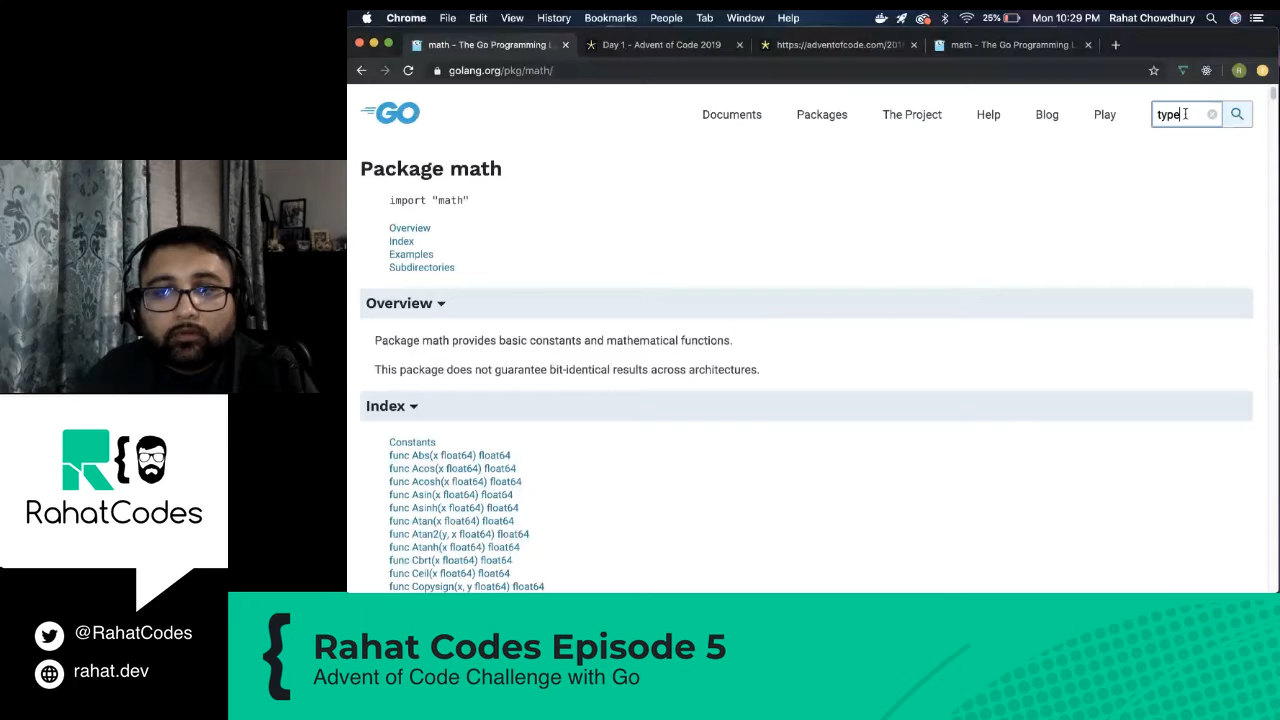 Chrome File Edit View History Bookmarks People Tab Window Help 25% Mon 10:29 PM Rahat Chowdhury
math - The Go Programming L Day 1 - Advent of Code 2019 https://adventofcode.com/201 math - The Go Programming L
golang.org/pkg/math/ R
GO Documents Packages The Project Help Blog Play type
Package math
import "math"
Overview
Index
Examples
Subdirectories
Overview
Package math provides basic constants and mathematical functions.
This package does not guarantee bit-identical results across architectures.
Index
Constants
func Abs(x float64) float64
func Acos(x float64) float64
func Acosh(x float64) float64
func Asin(x float64) float64
func Asinh(x float64) float64
func Atan(x float64) float64
func Atan2(y, x float64) float64
func Atanh(x float64) float64
func Cbrt(x float64) float64
func Ceil(x float64) float64
func Copysign(x, y float64) float64
R{
RahatCodes
@RahatCodes
rahat.dev
{ Rahat Codes Episode 5
Advent of Code Challenge with Go